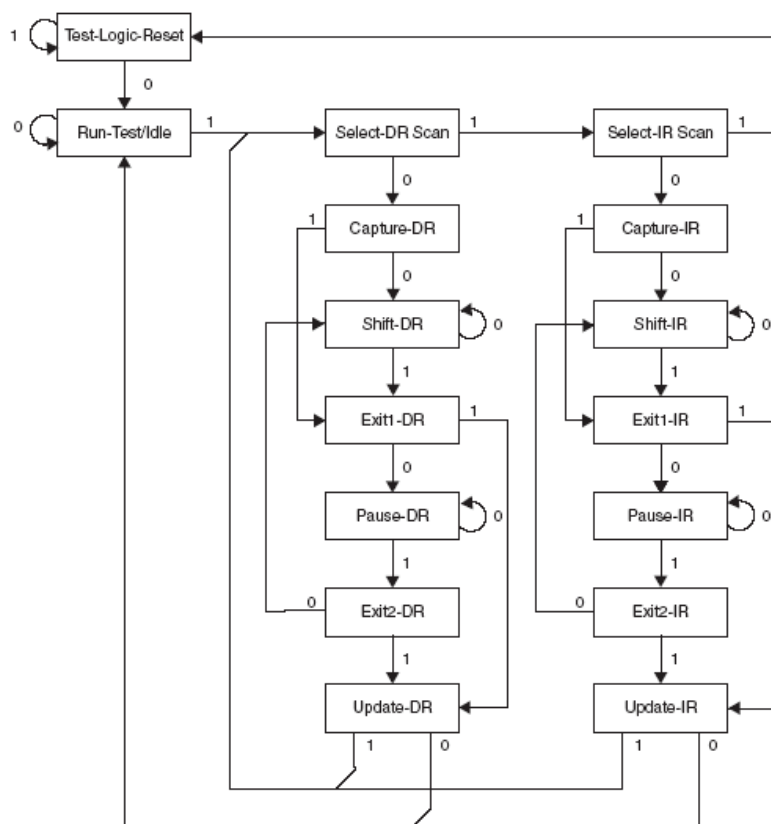 1
Test-Logic-Reset
0
0
Run-Test/Idle
1
Select-DR Scan
1
Select-IR Scan
1
0
0
1
Capture-DR
1
Capture-IR
0
0
Shift-DR
0
Shift-IR
0
1
1
Exit1-DR
1
Exit1-IR
1
0
0
Pause-DR
0
Pause-IR
0
1
1
0
Exit2-DR
0
Exit2-IR
1
1
Update-DR
Update-IR
1
0
1
0